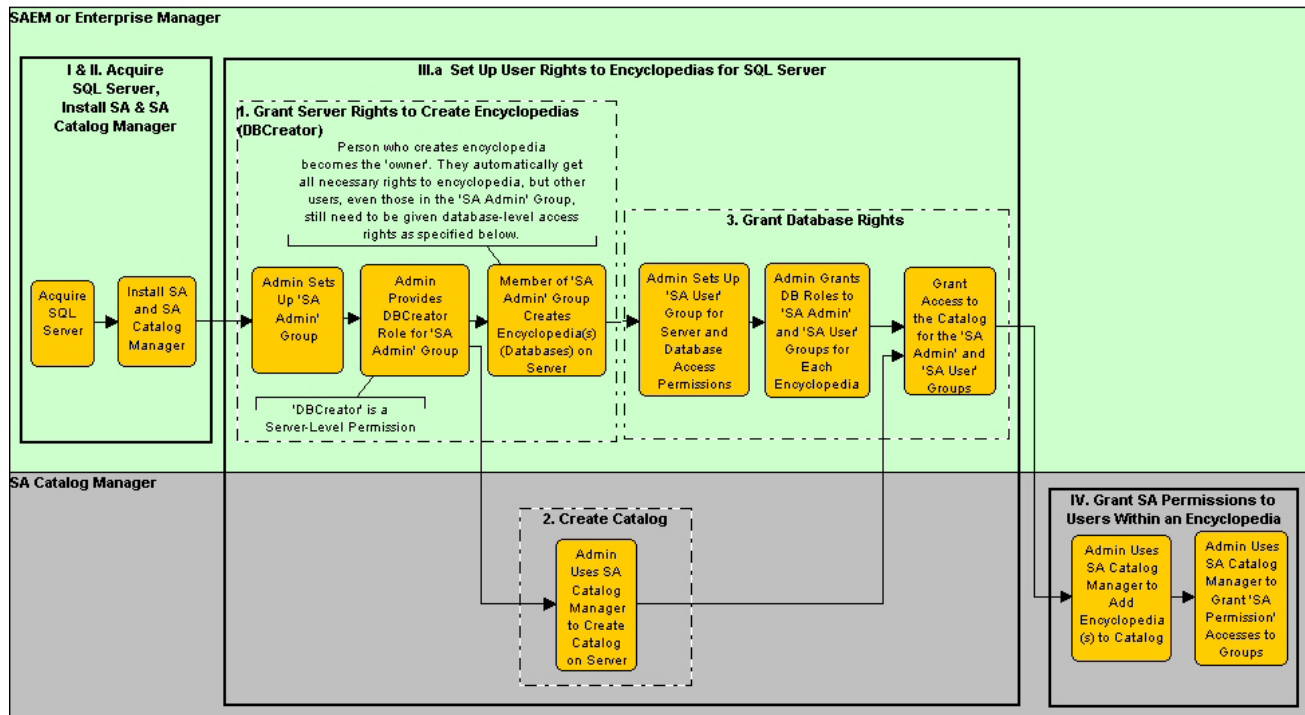 SAEM or Enterprise Manager
I & II. Acquire
SQL Server,
Install SA & SA
Catalog Manager
Acquire
SQL
Server
Install SA
and SA
Catalog
Manager
III.a Set Up User Rights to Encyclopedias for SQL Server
1. Grant Server Rights to Create Encyclopedias
(DBCreator)
Person who creates encyclopedia
becomes the 'owner'. They automatically get
all necessary rights to encyclopedia, but other
users, even those in the 'SA Admin' Group,
still need to be given database-level access
rights as specified below.
Admin Sets
Up 'SA
Admin'
Group
Admin
Provides
DBCreator
Role for 'SA
Admin' Group
Member of 'SA
Admin' Group
Creates
Encyclopedia(s)
(Databases) on
Server
'DBCreator' is a
Server-Level Permission
3. Grant Database Rights
Admin Sets Up
'SA User'
Group for
Server and
Database
Access
Permissions
Admin Grants
DB Roles to
'SA Admin'
and 'SA User'
Groups for
Each
Encyclopedia
Grant
Access to
the Catalog
for the 'SA
Admin' and
'SA User'
Groups
SA Catalog Manager
2. Create Catalog
Admin
Uses SA
Catalog
Manager
to Create
Catalog
on Server
IV. Grant SA Permissions to
Users Within an Encyclopedia
Admin Uses
SA Catalog
Manager to
Add
Encyclopedia
(s) to Catalog
Admin Uses
SA Catalog
Manager to
Grant 'SA
Permission'
Accesses to
Groups